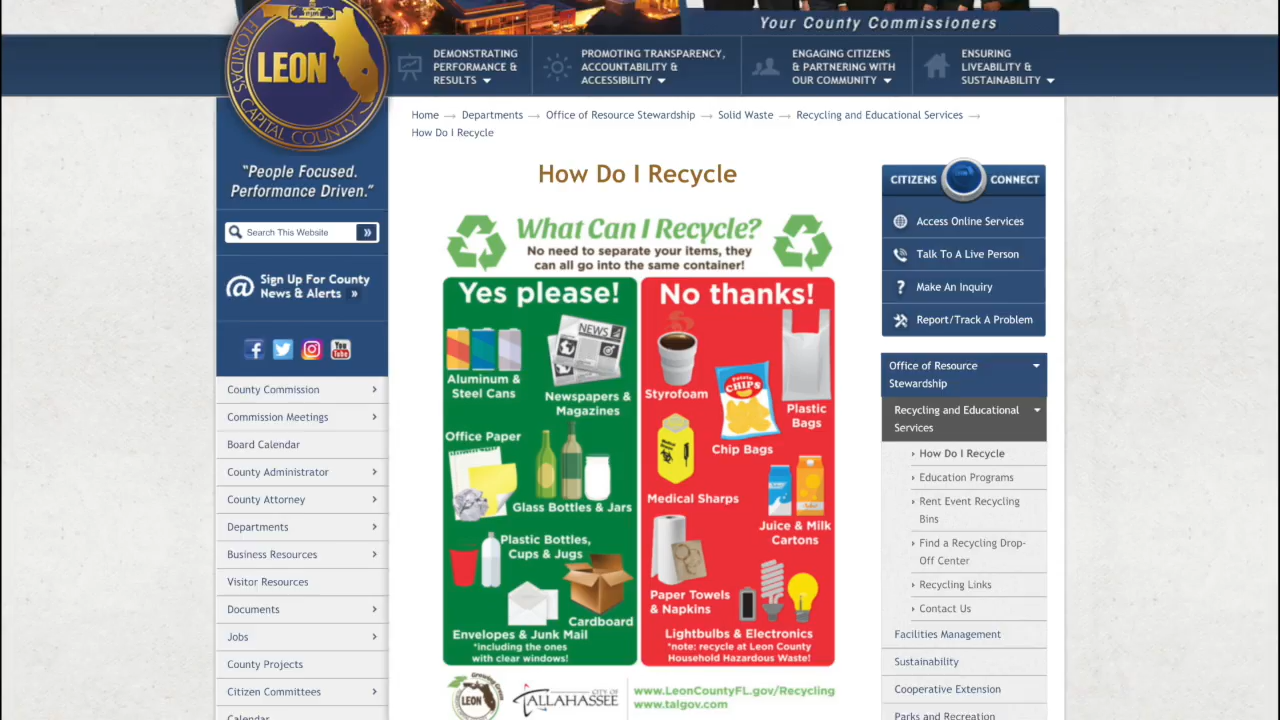 Your County Commissioners
FLORIDA'S CAPITAL COUNTY
LEON
DEMONSTRATING
PERFORMANCE &
RESULTS
PROMOTING TRANSPARENCY,
ACCOUNTABILITY &
ACCESSIBILITY
ENGAGING CITIZENS
& PARTNERING WITH
OUR COMMUNITY
ENSURING
LIVEABILITY &
SUSTAINABILITY
"People Focused.
Performance Driven."
Search This Website »
@ Sign Up For County
News & Alerts »
f
You
Tube
County Commission
Commission Meetings
Board Calendar
County Administrator
County Attorney
Departments
Business Resources
Visitor Resources
Documents
Jobs
County Projects
Citizen Committees
Calendar
Home → Departments → Office of Resource Stewardship → Solid Waste → Recycling and Educational Services →
How Do I Recycle
How Do I Recycle
What Can I Recycle?
No need to separate your items, they
can all go into the same container!
Yes please!
NEWS
Aluminum &
Steel Cans
Newspapers &
Magazines
Office Paper
Glass Bottles & Jars
Plastic Bottles,
Cups & Jugs
Cardboard
Envelopes & Junk Mail
*including the ones
with clear windows!
No thanks!
Styrofoam
Potato
CHIPS
Plastic
Bags
Chip Bags
Medical Sharps
Juice & Milk
Cartons
Paper Towels
& Napkins
Lightbulbs & Electronics
*note: recycle at Leon County
Household Hazardous Waste!
Growing Green
LEON
CITY OF
TALLAHASSEE
www.LeonCountyFL.gov/Recycling
www.talgov.com
CITIZENS CONNECT
Access Online Services
Talk To A Live Person
? Make An Inquiry
Report/Track A Problem
Office of Resource
Stewardship
Recycling and Educational
Services
How Do I Recycle
Education Programs
Rent Event Recycling
Bins
Find a Recycling Drop-
Off Center
Recycling Links
Contact Us
Facilities Management
Sustainability
Cooperative Extension
Parks and Recreation